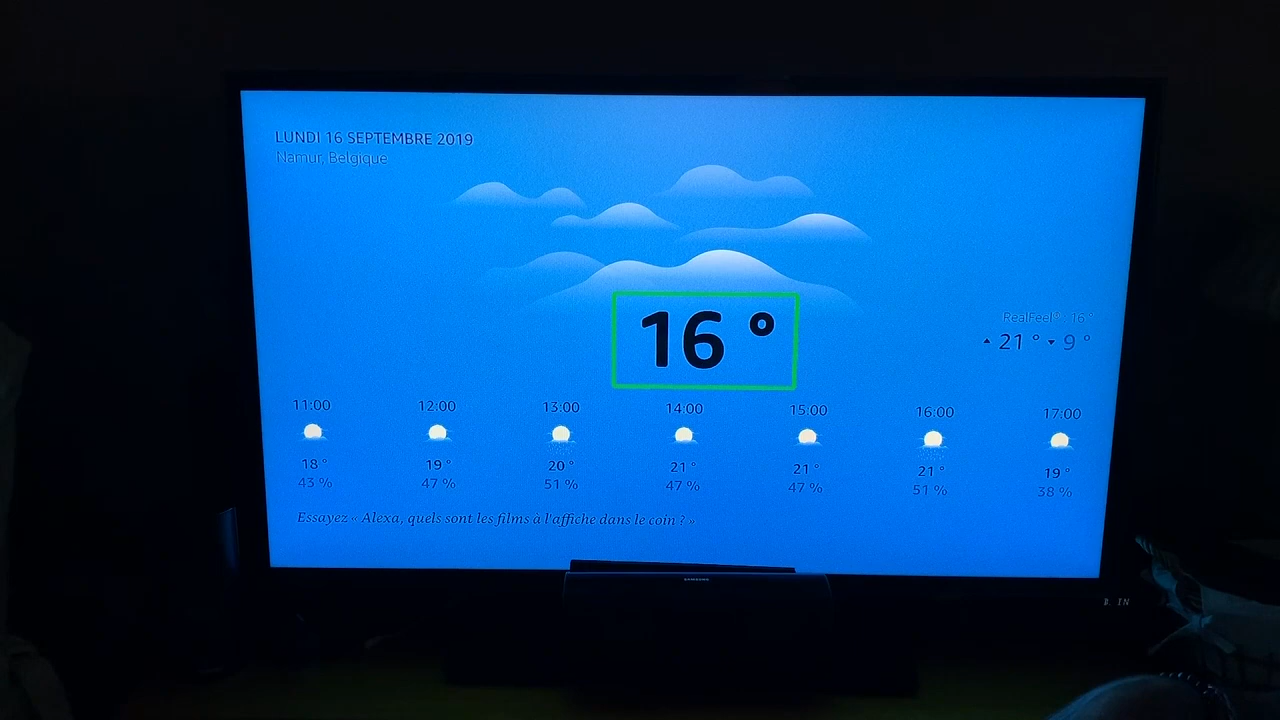 LUNDI 16 SEPTEMBRE 2019
Namur, Belgique
16 °
RealFeel® 16 °
21 ° 9 °
11:00 12:00 13:00 14:00 15:00 16:00 17:00
18 ° 19 ° 20 ° 21 ° 21 ° 21 ° 19 °
43 % 47 % 51 % 47 % 47 % 51 % 38 %
Essayez « Alexa, quels sont les films à l'affiche dans le coin ? »
SAMSUNG